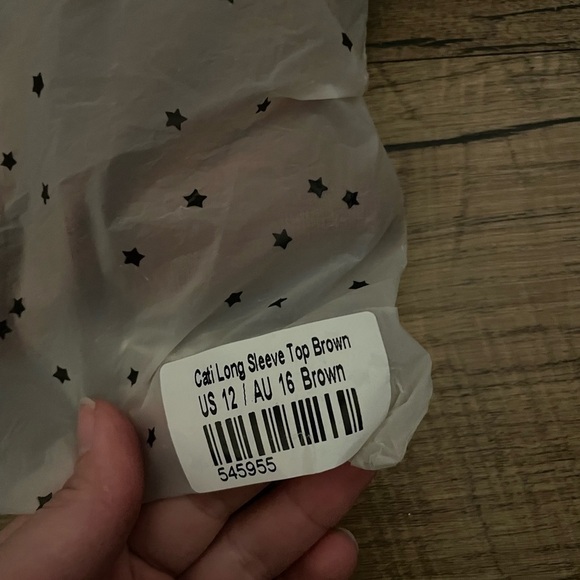 Cati Long Sleeve Top Brown
US 12 / AU 16 Brown
545955